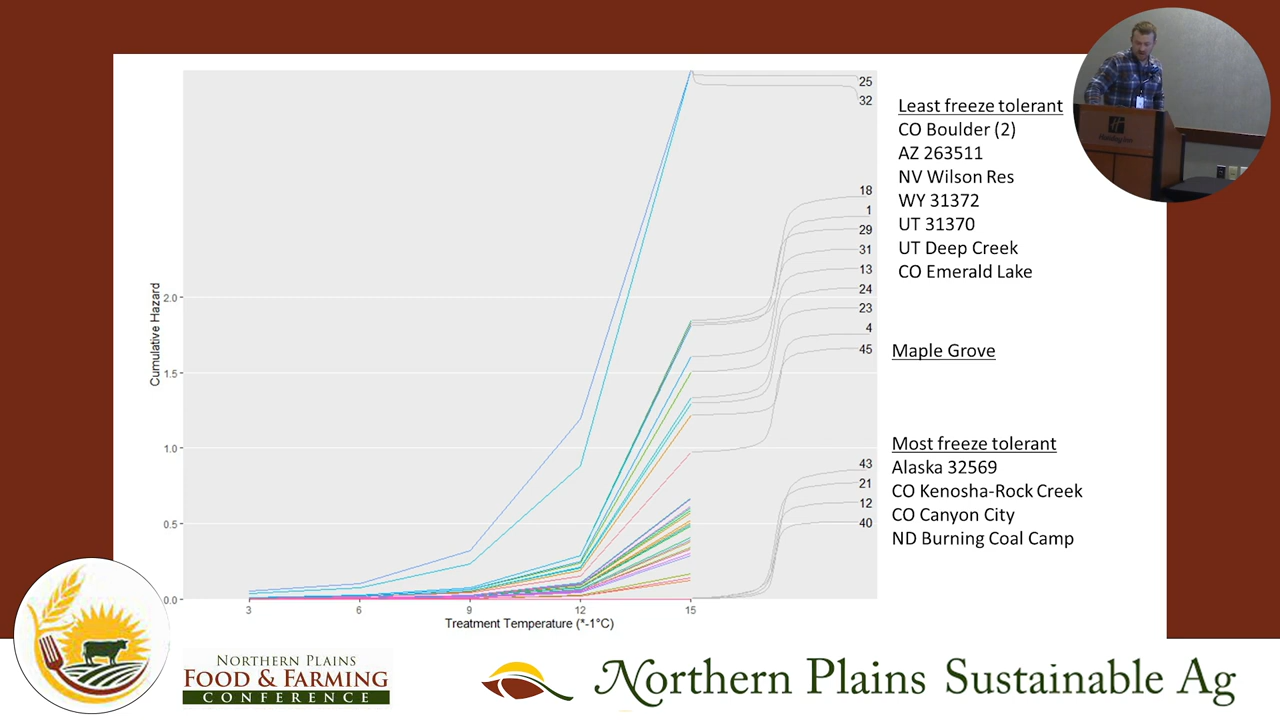 25
32
18
1
29
31
13
24
23
4
45
43
21
12
40
Cumulative Hazard
2.0
1.5
1.0
0.5
0.0
3
6
9
12
15
Treatment Temperature (*-1°C)
Least freeze tolerant
CO Boulder (2)
AZ 263511
NV Wilson Res
WY 31372
UT 31370
UT Deep Creek
CO Emerald Lake
Maple Grove
Most freeze tolerant
Alaska 32569
CO Kenosha-Rock Creek
CO Canyon City
ND Burning Coal Camp
Holiday Inn
NORTHERN PLAINS
FOOD & FARMING
CONFERENCE
Northern Plains Sustainable Ag